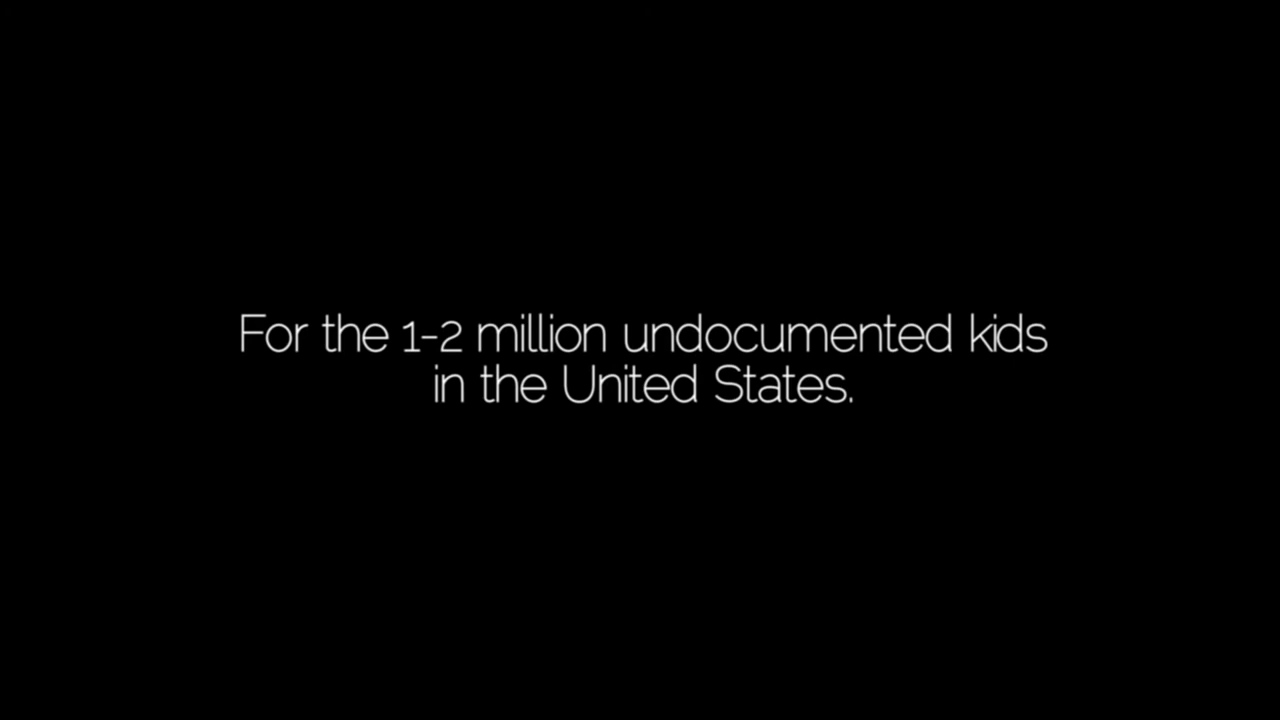 For the 1-2 million undocumented kids
in the United States.